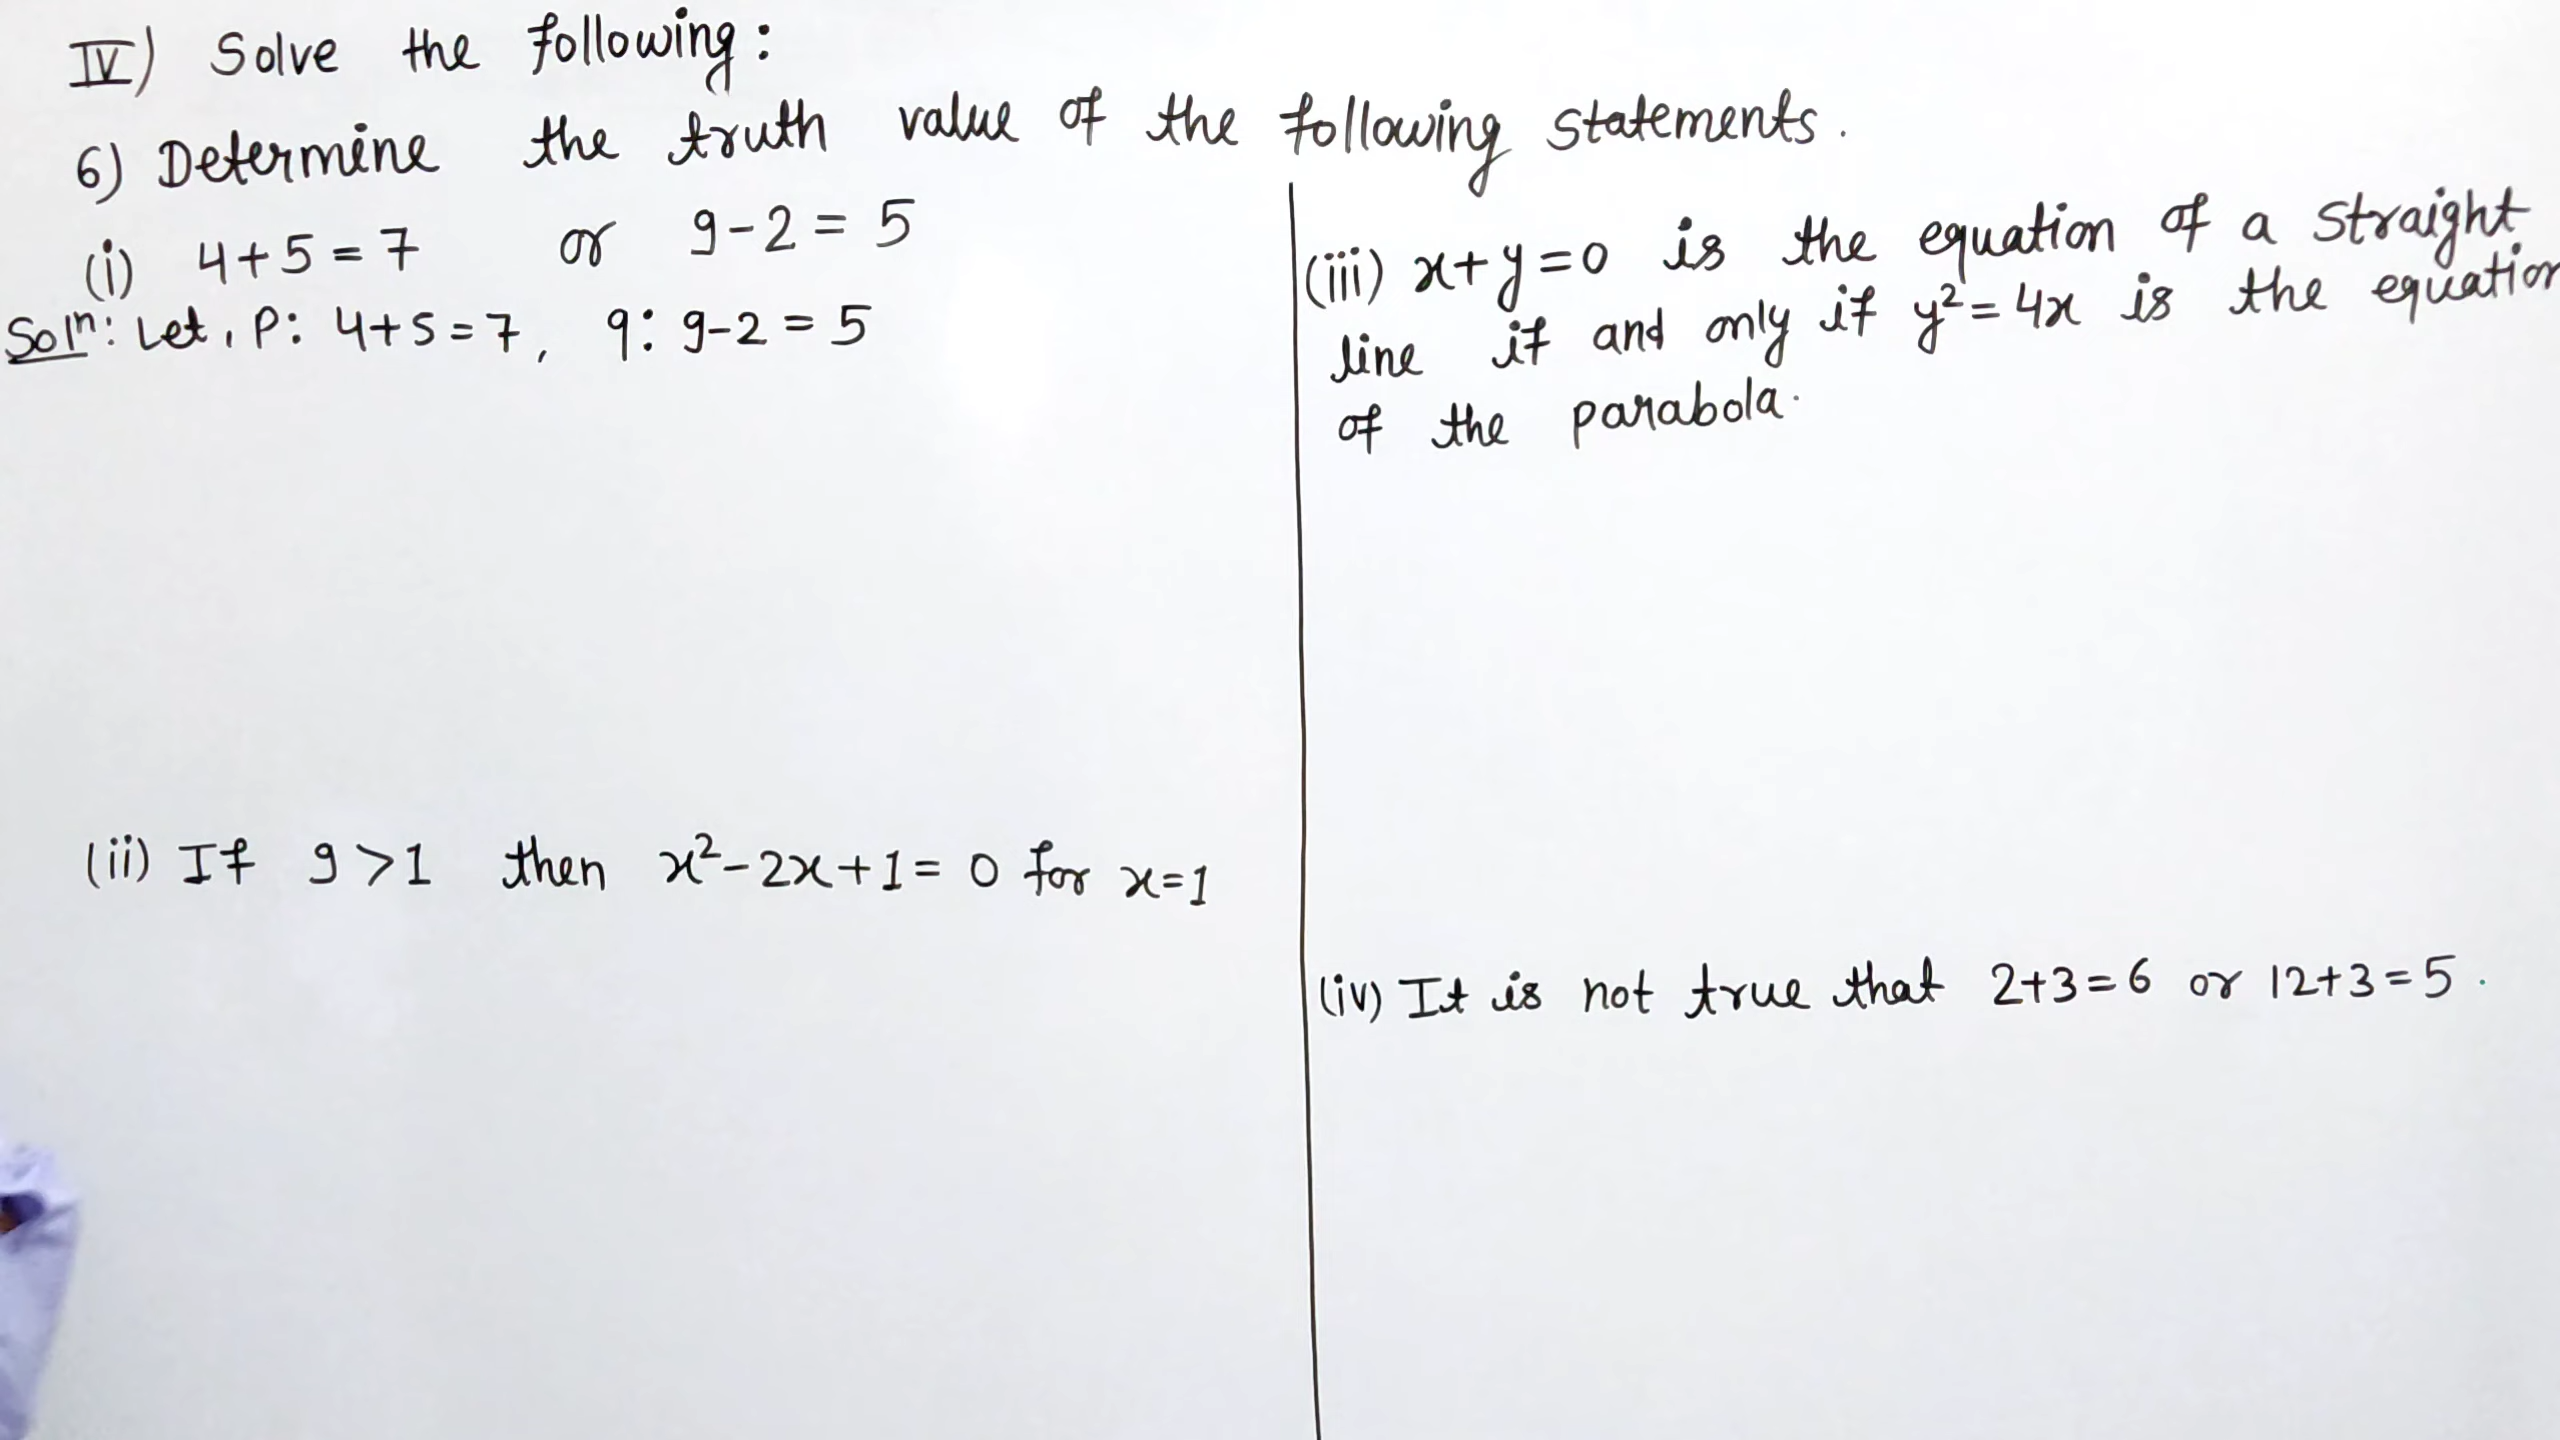 IV) Solve the following:
6) Determine the truth value of the following statements.
(i) 4+5=7 or 9-2=5
Solⁿ: Let, P: 4+5=7, q: 9-2=5
(ii) If 9>1 then x²-2x+1=0 for x=1
(iii) x+y=0 is the equation of a straight
line if and only if y²=4x is the equation
of the parabola.
(iv) It is not true that 2+3=6 or 12+3=5.